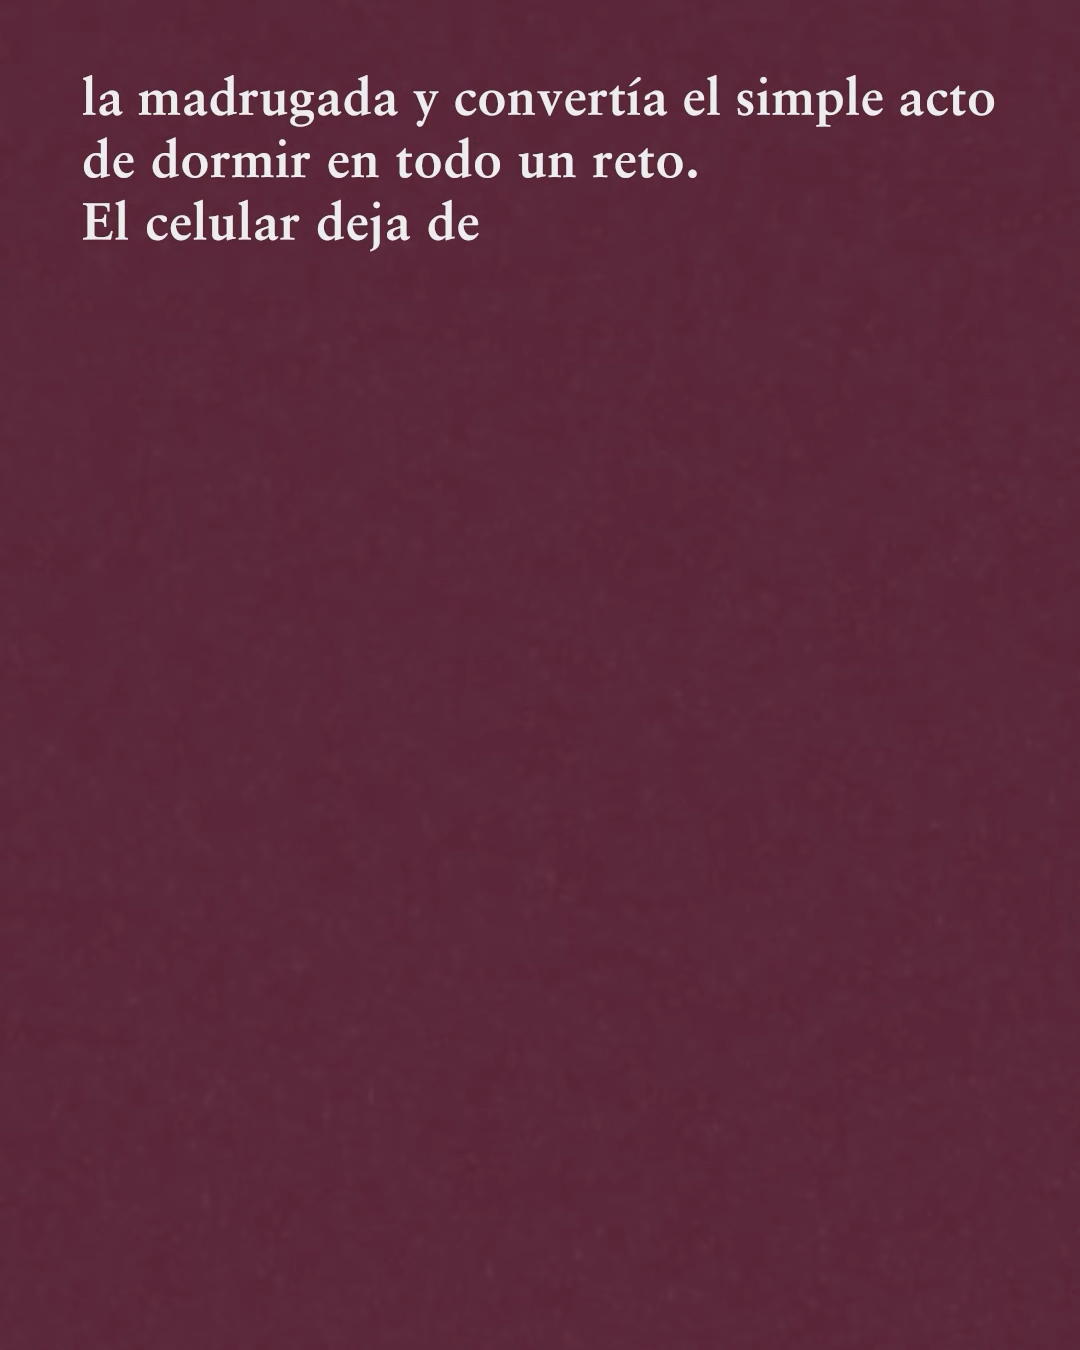 la madrugada y convertía el simple acto
de dormir en todo un reto.
El celular deja de